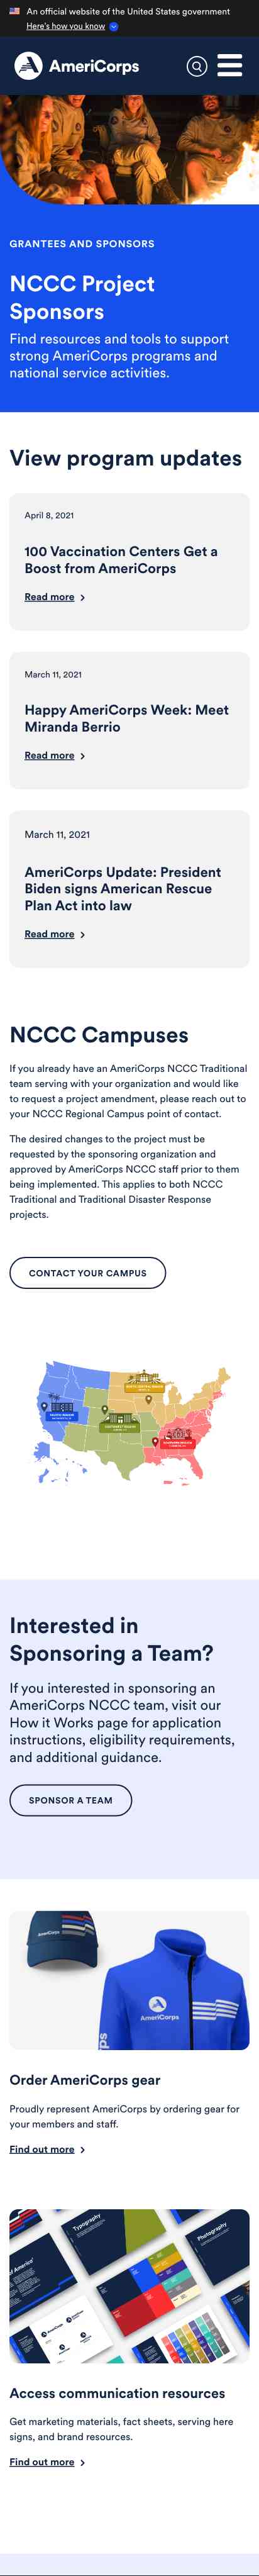 An official website of the United States government
Here's how you know
AmeriCorps
GRANTEES AND SPONSORS
NCCC Project
Sponsors
Find resources and tools to support
strong AmeriCorps programs and
national service activities.
View program updates
April 8, 2021
100 Vaccination Centers Get a
Boost from AmeriCorps
Read more
March 11, 2021
Happy AmeriCorps Week: Meet
Miranda Berrio
Read more
March 11, 2021
AmeriCorps Update: President
Biden signs American Rescue
Plan Act into law
Read more
NCCC Campuses
If you already have an AmeriCorps NCCC Traditional
team serving with your organization and would like
to request a project amendment, please reach out to
your NCCC Regional Campus point of contact.
The desired changes to the project must be
requested by the sponsoring organization and
approved by AmeriCorps NCCC staff prior to them
being implemented. This applies to both NCCC
Traditional and Traditional Disaster Response
projects.
CONTACT YOUR CAMPUS
Interested in
Sponsoring a Team?
If you interested in sponsoring an
AmeriCorps NCCC team, visit our
How it Works page for application
instructions, eligibility requirements,
and additional guidance.
SPONSOR A TEAM
AmeriCorps
AmeriCorps
ps
Order AmeriCorps gear
Proudly represent AmeriCorps by ordering gear for
your members and staff.
Find out more
Typography
Photography
Access communication resources
Get marketing materials, fact sheets, serving here
signs, and brand resources.
Find out more